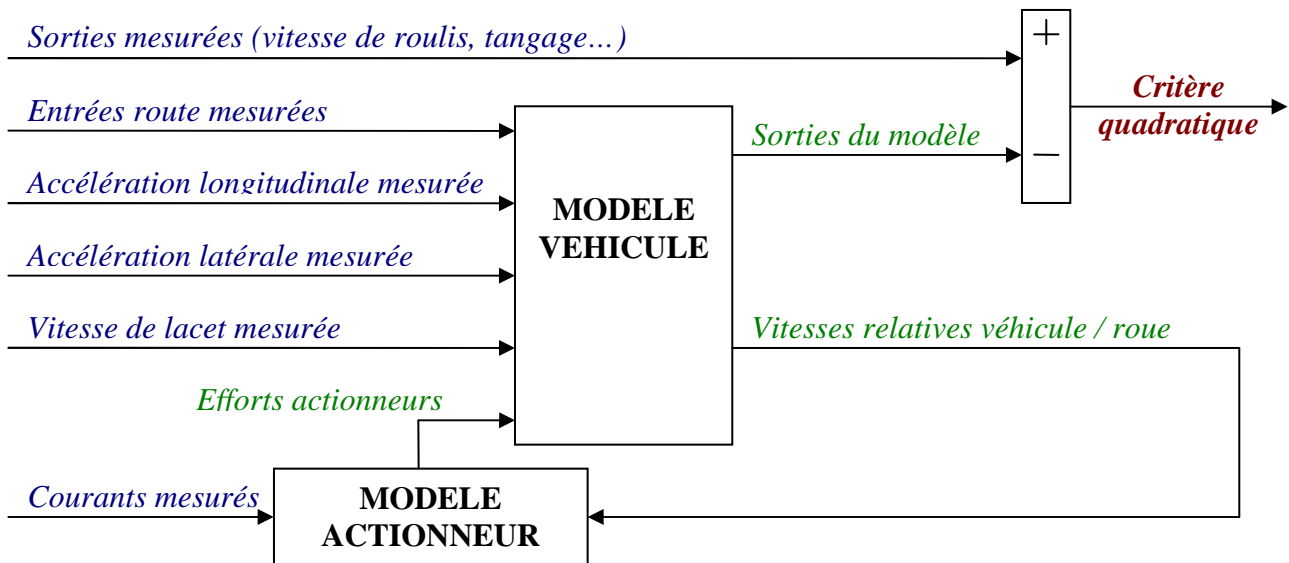 Sorties mesurées (vitesse de roulis, tangage…)
+
Critère
quadratique
Entrées route mesurées
Sorties du modèle
−
Accélération longitudinale mesurée
MODELE
VEHICULE
Accélération latérale mesurée
Vitesse de lacet mesurée
Vitesses relatives véhicule / roue
Efforts actionneurs
Courants mesurés
MODELE
ACTIONNEUR